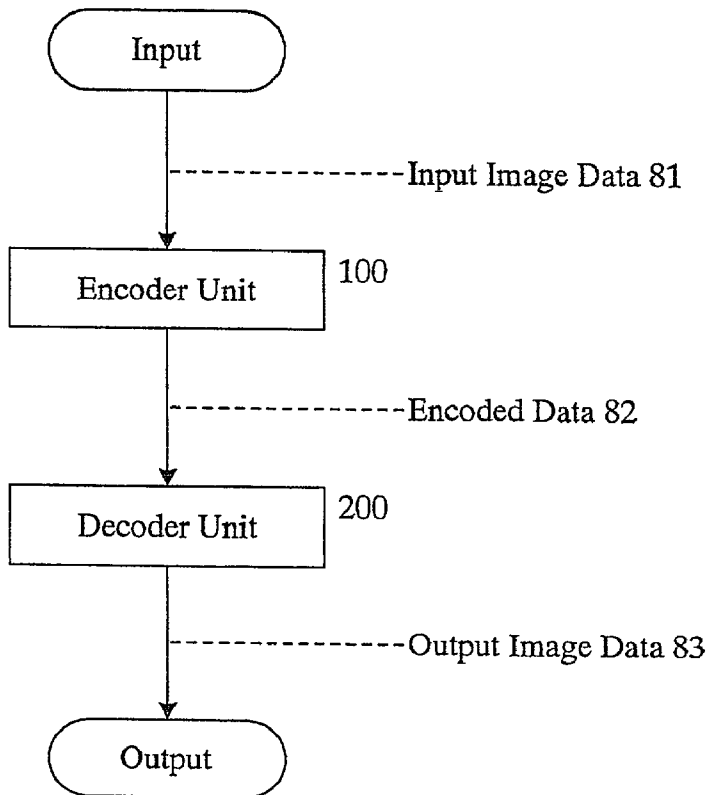 Input
Input Image Data 81
Encoder Unit
100
Encoded Data 82
Decoder Unit
200
Output Image Data 83
Output